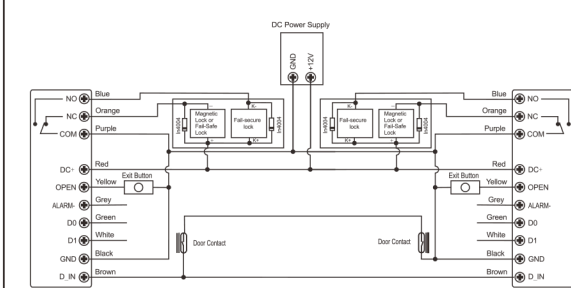 DC Power Supply
GND
+12V
NO
Blue
NC
Orange
COM
Purple
DC+
Red
OPEN
Yellow
Exit Button
ALARM-
Grey
D0
Green
D1
White
GND
Black
D_IN
Brown
In4004
-
Magnetic
Lock or
Fail-Safe
Lock
+
K-
Fail-secure
lock
K+
In4004
In4004
K-
Fail-secure
lock
K+
-
Magnetic
Lock or
Fail-Safe
Lock
+
In4004
Door Contact
Door Contact
Blue
NO
Orange
NC
Purple
COM
Red
DC+
Exit Button
Yellow
OPEN
Grey
ALARM-
Green
D0
White
D1
Black
GND
Brown
D_IN